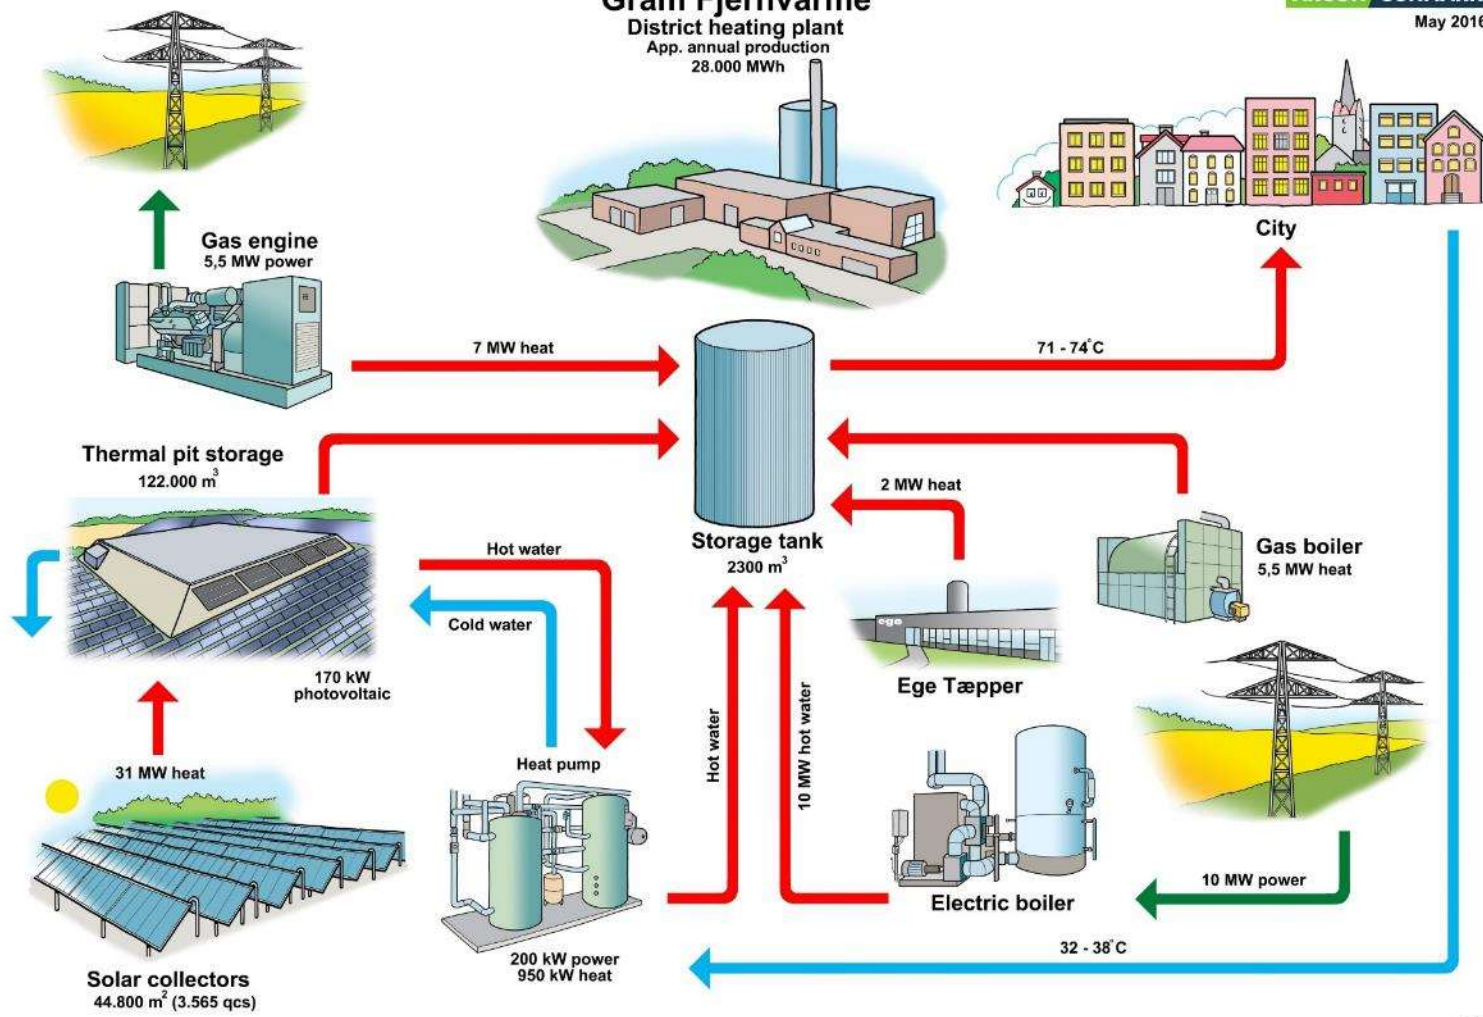 Gram Fjernvarme
District heating plant
App. annual production
28.000 MWh
May 2016
City
Gas engine
5,5 MW power
7 MW heat
71 - 74°C
Thermal pit storage
122.000 m³
2 MW heat
Storage tank
2300 m³
Gas boiler
5,5 MW heat
Hot water
Cold water
ege
Ege Tæpper
170 kW
photovoltaic
Hot water
10 MW hot water
31 MW heat
Heat pump
10 MW power
Electric boiler
32 - 38°C
200 kW power
950 kW heat
Solar collectors
44.800 m² (3.565 qcs)